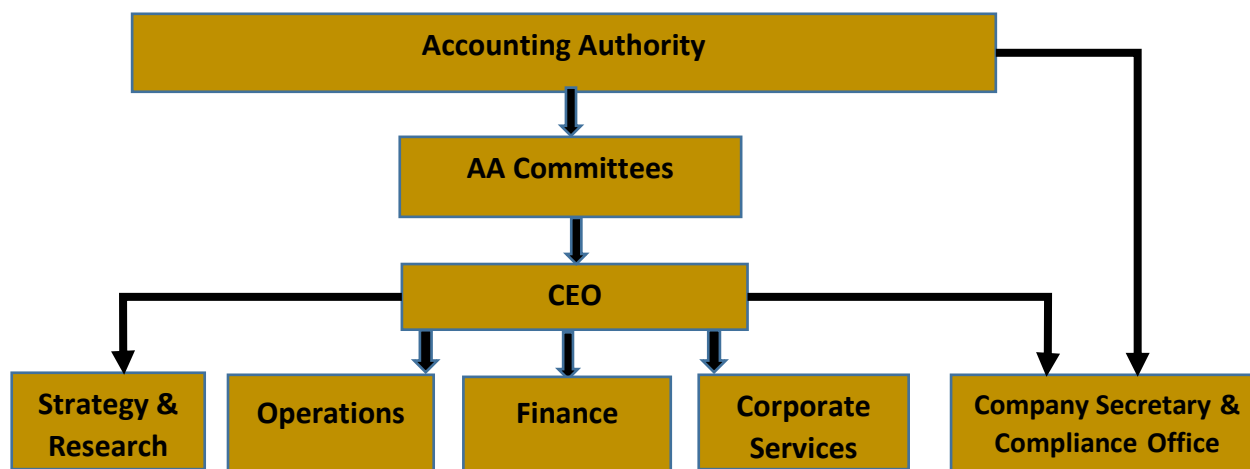 Accounting Authority
AA Committees
CEO
Strategy &
Research
Operations
Finance
Corporate
Services
Company Secretary &
Compliance Office